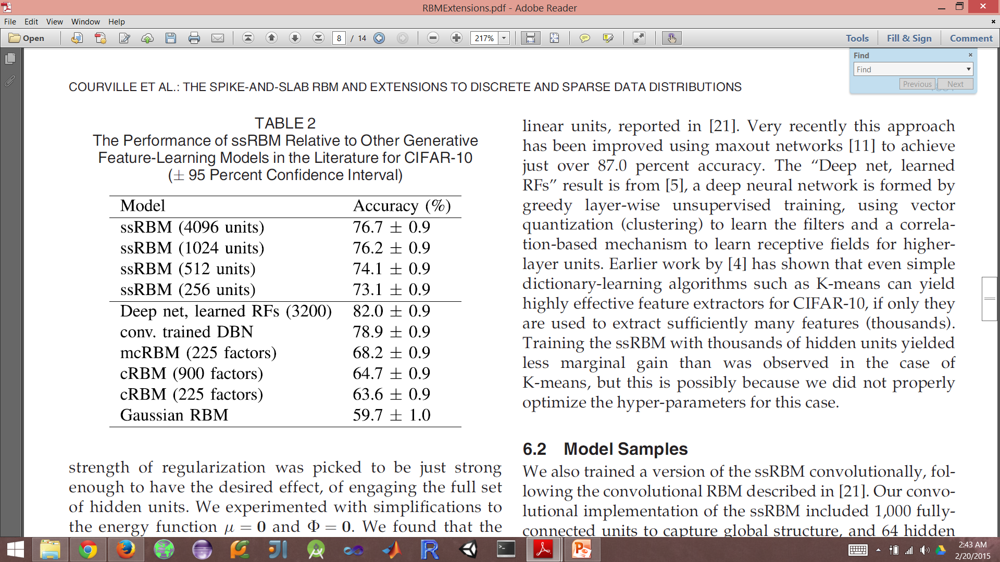 RBMExtensions.pdf - Adobe Reader
File Edit View Window Help
Open 8 / 14 217% Tools Fill & Sign Comment
Find
Find
Previous Next
COURVILLE ET AL.: THE SPIKE-AND-SLAB RBM AND EXTENSIONS TO DISCRETE AND SPARSE DATA DISTRIBUTIONS
TABLE 2
The Performance of ssRBM Relative to Other Generative
Feature-Learning Models in the Literature for CIFAR-10
(± 95 Percent Confidence Interval)
Model Accuracy (%)
ssRBM (4096 units) 76.7 ± 0.9
ssRBM (1024 units) 76.2 ± 0.9
ssRBM (512 units) 74.1 ± 0.9
ssRBM (256 units) 73.1 ± 0.9
Deep net, learned RFs (3200) 82.0 ± 0.9
conv. trained DBN 78.9 ± 0.9
mcRBM (225 factors) 68.2 ± 0.9
cRBM (900 factors) 64.7 ± 0.9
cRBM (225 factors) 63.6 ± 0.9
Gaussian RBM 59.7 ± 1.0
strength of regularization was picked to be just strong
enough to have the desired effect, of engaging the full set
of hidden units. We experimented with simplifications to
the energy function μ = 0 and Φ = 0. We found that the
linear units, reported in [21]. Very recently this approach
has been improved using maxout networks [11] to achieve
just over 87.0 percent accuracy. The “Deep net, learned
RFs” result is from [5], a deep neural network is formed by
greedy layer-wise unsupervised training, using vector
quantization (clustering) to learn the filters and a correla-
tion-based mechanism to learn receptive fields for higher-
layer units. Earlier work by [4] has shown that even simple
dictionary-learning algorithms such as K-means can yield
highly effective feature extractors for CIFAR-10, if only they
are used to extract sufficiently many features (thousands).
Training the ssRBM with thousands of hidden units yielded
less marginal gain than was observed in the case of
K-means, but this is possibly because we did not properly
optimize the hyper-parameters for this case.
6.2 Model Samples
We also trained a version of the ssRBM convolutionally, fol-
lowing the convolutional RBM described in [21]. Our convo-
lutional implementation of the ssRBM included 1,000 fully-
connected units to capture global structure, and 64 hidden
2:43 AM
2/20/2015